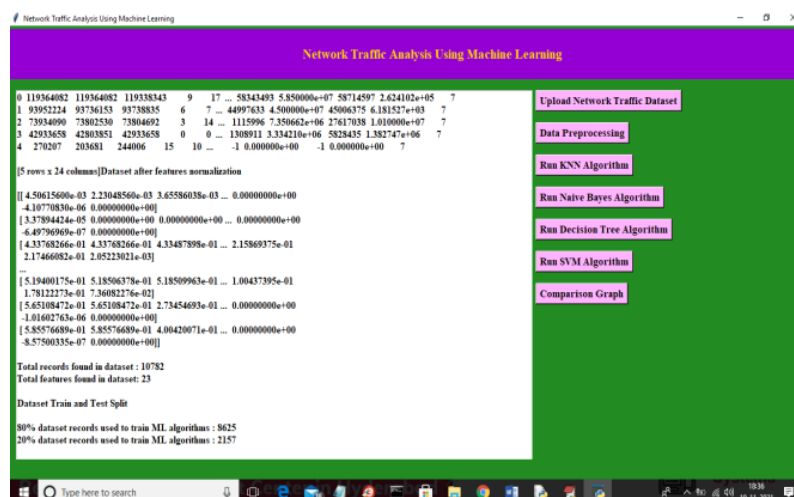 Network Traffic Analysis Using Machine Learning
Network Traffic Analysis Using Machine Learning
0 119364082 119364082 119338343 9 17 ... 58343493 5.850000e+07 58714597 2.624102e+05 7
1 93952224 93736153 93738835 6 7 ... 44997633 4.500000e+07 45006375 6.181527e+03 7
2 73934090 73802530 73804692 3 14 ... 1115996 7.350662e+06 27617038 1.010000e+07 7
3 42933658 42803851 42933658 0 0 ... 1308911 3.334210e+06 5828435 1.382747e+06 7
4 270207 203681 244006 15 10 ... -1 0.000000e+00 -1 0.000000e+00 7
[5 rows x 24 columns]Dataset after features normalization
[[ 4.50615600e-03 2.23048560e-03 3.65586038e-03 ... 0.00000000e+00
-4.10770830e-06 0.00000000e+00]
[ 3.37894424e-05 0.00000000e+00 0.00000000e+00 ... 0.00000000e+00
-6.49796969e-07 0.00000000e+00]
[ 4.33768266e-01 4.33768266e-01 4.33487898e-01 ... 2.15869375e-01
2.17466082e-01 2.05223021e-03]
...
[ 5.19400175e-01 5.18506378e-01 5.18509963e-01 ... 1.00437395e-01
1.78122273e-01 7.36082276e-02]
[ 5.65108472e-01 5.65108472e-01 2.73454693e-01 ... 0.00000000e+00
-1.01602763e-06 0.00000000e+00]
[ 5.85576689e-01 5.85576689e-01 4.00420071e-01 ... 0.00000000e+00
-8.57500335e-07 0.00000000e+00]]
Total records found in dataset : 10782
Total features found in dataset: 23
Dataset Train and Test Split
80% dataset records used to train ML algorithms : 8625
20% dataset records used to train ML algorithms : 2157
Upload Network Traffic Dataset
Data Preprocessing
Run KNN Algorithm
Run Naive Bayes Algorithm
Run Decision Tree Algorithm
Run SVM Algorithm
Comparison Graph
Type here to search
18:36